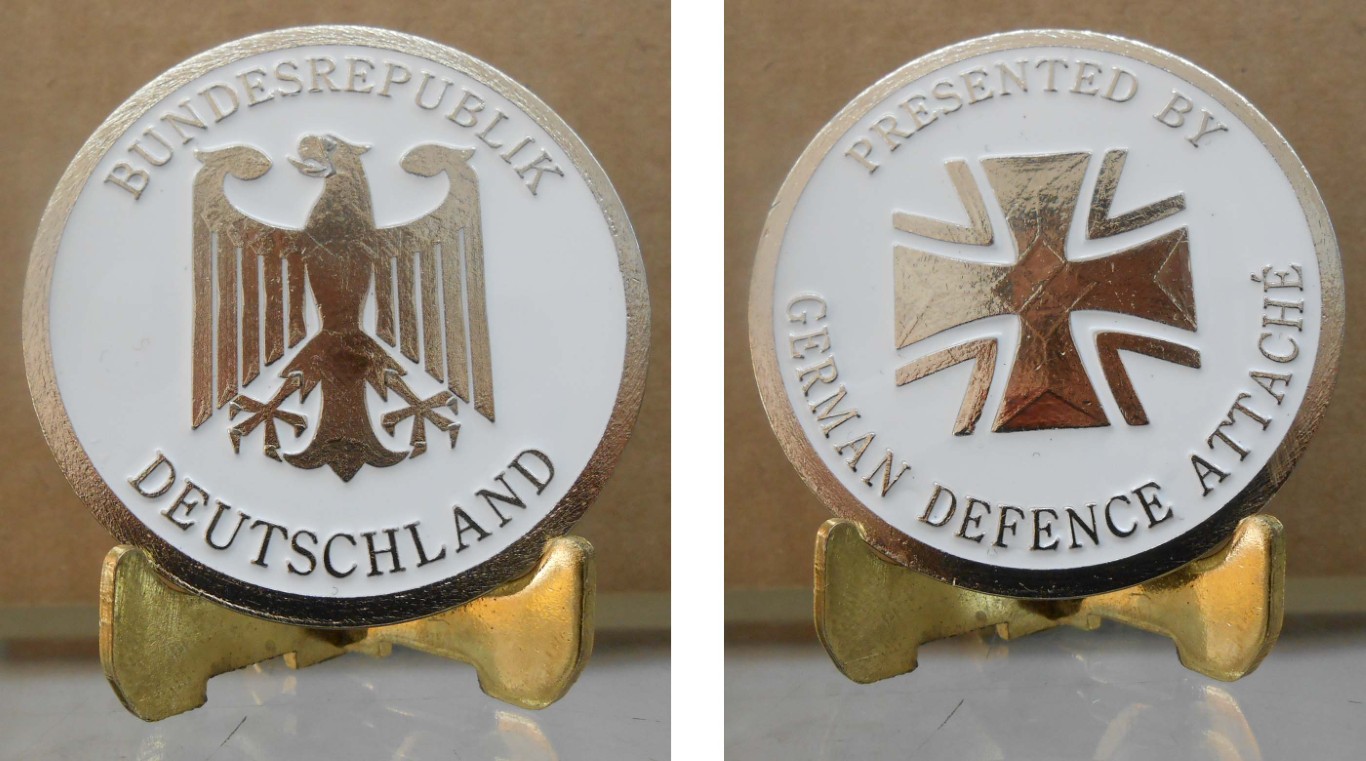 BUNDESREPUBLIK
DEUTSCHLAND
PRESENTED BY
GERMAN DEFENCE ATTACHÉ